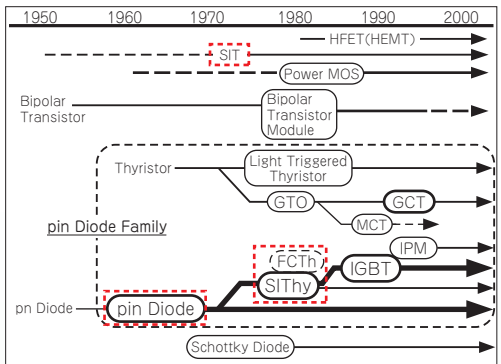 1950 1960 1970 1980 1990 2000
HFET(HEMT)
SIT
Power MOS
Bipolar
Transistor
Bipolar
Transistor
Module
Thyristor
Light Triggered
Thyristor
GTO
GCT
MCT
pin Diode Family
IPM
FCTh
IGBT
SIThy
pn Diode
pin Diode
Schottky Diode